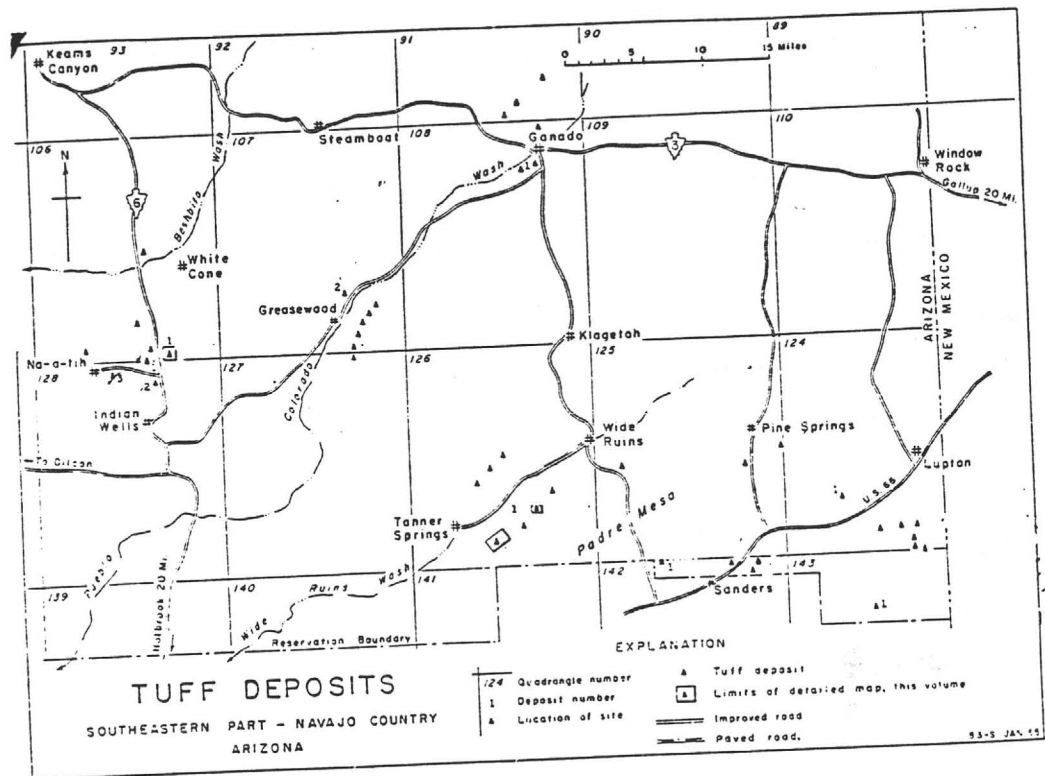 93
92
91
90
89
Keams
Canyon
0 5 10 15 Miles
106
107
Steamboat
108
109
Ganado
110
3
Window
Rock
Gallup 20 Mi.
N
6
Beshbito Wash
Wash
1
White
Cone
2
Greasewood
ARIZONA
NEW MEXICO
Klagetoh
1
Na-a-tih
128
3
2
127
126
125
124
Indian
Wells
Colorado
Wide
Ruins
Pine Springs
Lupton
U.S. 66
1
Tanner
Springs
1
4
Padre Mesa
Pueblo
Holbrook 20 Mi.
139
140
141
142
1
143
Sanders
1
Wide Ruins Wash
Reservation Boundary
EXPLANATION
TUFF DEPOSITS
SOUTHEASTERN PART - NAVAJO COUNTRY
ARIZONA
124 Quadrangle number
1 Deposit number
Location of site
Tuff deposit
Limits of detailed map, this volume
Improved road
Paved road.